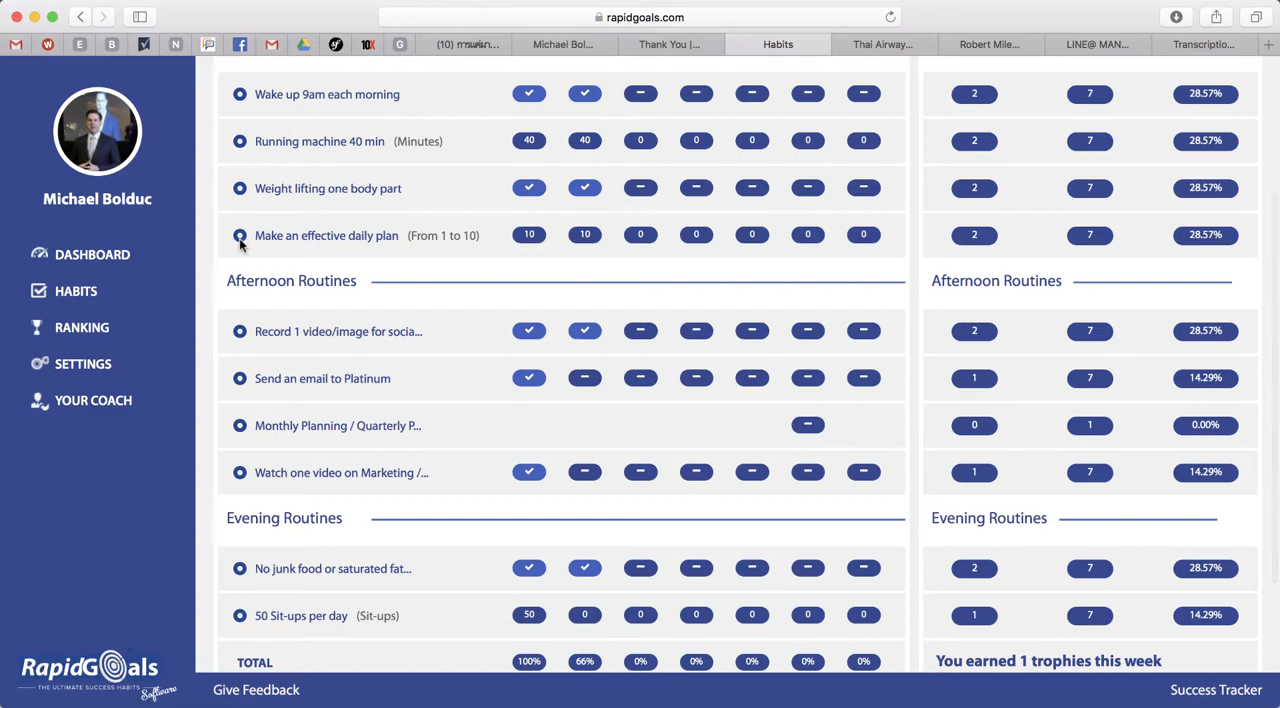 rapidgoals.com
(10) การค้นก... Michael Bol... Thank You |... Habits Thai Airway... Robert Mile... LINE@ MAN... Transcriptio...
Michael Bolduc
DASHBOARD
HABITS
RANKING
SETTINGS
YOUR COACH
RapidGoals
THE ULTIMATE SUCCESS HABITS
Software
Wake up 9am each morning 2 7 28.57%
Running machine 40 min (Minutes) 40 40 0 0 0 0 0 2 7 28.57%
Weight lifting one body part 2 7 28.57%
Make an effective daily plan (From 1 to 10) 10 10 0 0 0 0 0 2 7 28.57%
Afternoon Routines Afternoon Routines
Record 1 video/image for socia... 2 7 28.57%
Send an email to Platinum 1 7 14.29%
Monthly Planning / Quarterly P... 0 1 0.00%
Watch one video on Marketing /... 1 7 14.29%
Evening Routines Evening Routines
No junk food or saturated fat... 2 7 28.57%
50 Sit-ups per day (Sit-ups) 50 0 0 0 0 0 0 1 7 14.29%
TOTAL 100% 66% 0% 0% 0% 0% 0% You earned 1 trophies this week
Give Feedback Success Tracker